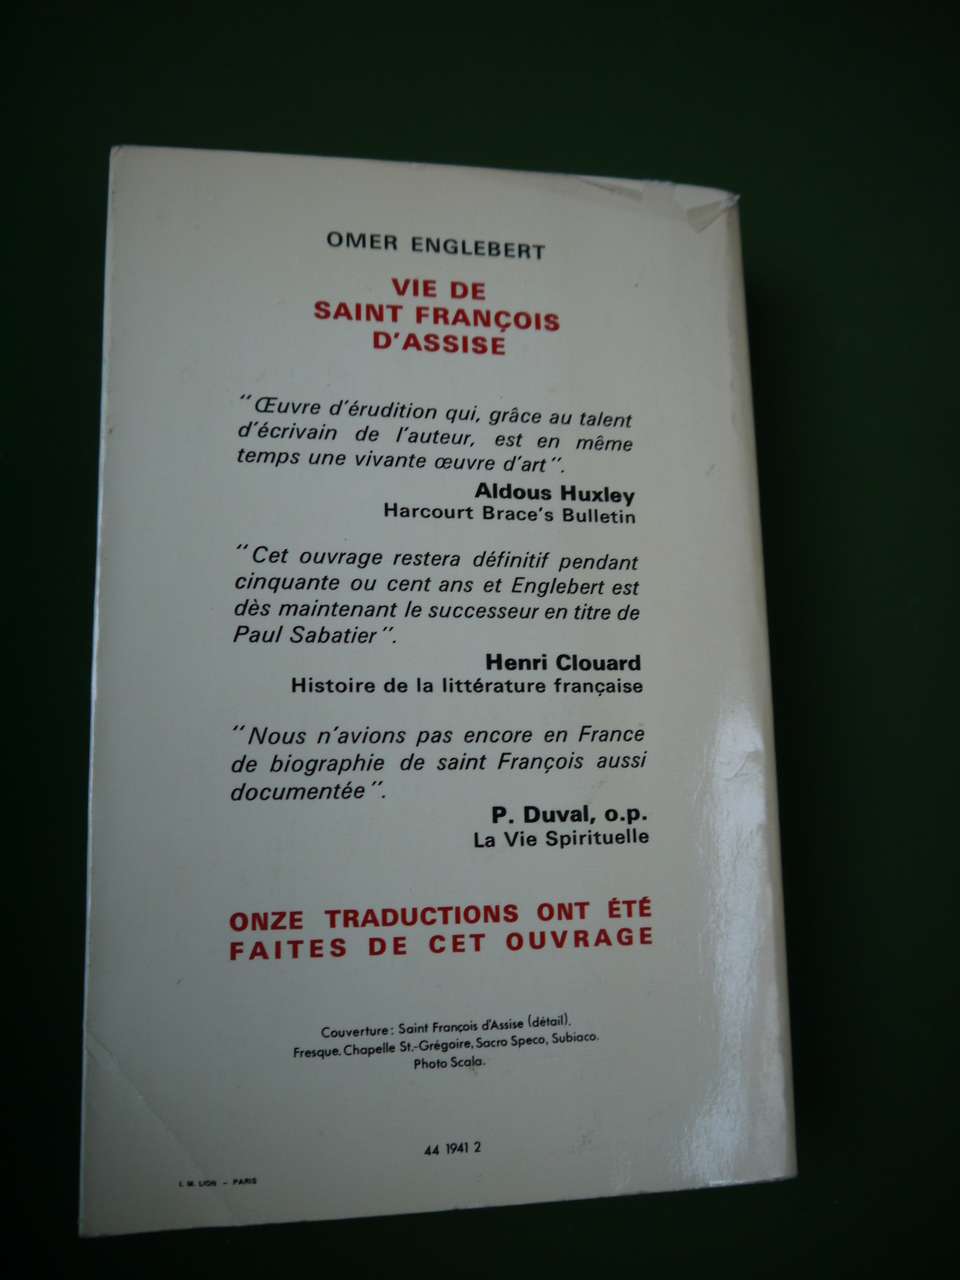 OMER ENGLEBERT
VIE DE
SAINT FRANÇOIS
D'ASSISE
"Œuvre d'érudition qui, grâce au talent
d'écrivain de l'auteur, est en même
temps une vivante œuvre d'art".
Aldous Huxley
Harcourt Brace's Bulletin
"Cet ouvrage restera définitif pendant
cinquante ou cent ans et Englebert est
dès maintenant le successeur en titre de
Paul Sabatier".
Henri Clouard
Histoire de la littérature française
"Nous n'avions pas encore en France
de biographie de saint François aussi
documentée".
P. Duval, o.p.
La Vie Spirituelle
ONZE TRADUCTIONS ONT ÉTÉ
FAITES DE CET OUVRAGE
Couverture : Saint François d'Assise (détail).
Fresque. Chapelle St.-Grégoire, Sacro Speco, Subiaco.
Photo Scala.
44 1941 2
I. M. LION - PARIS